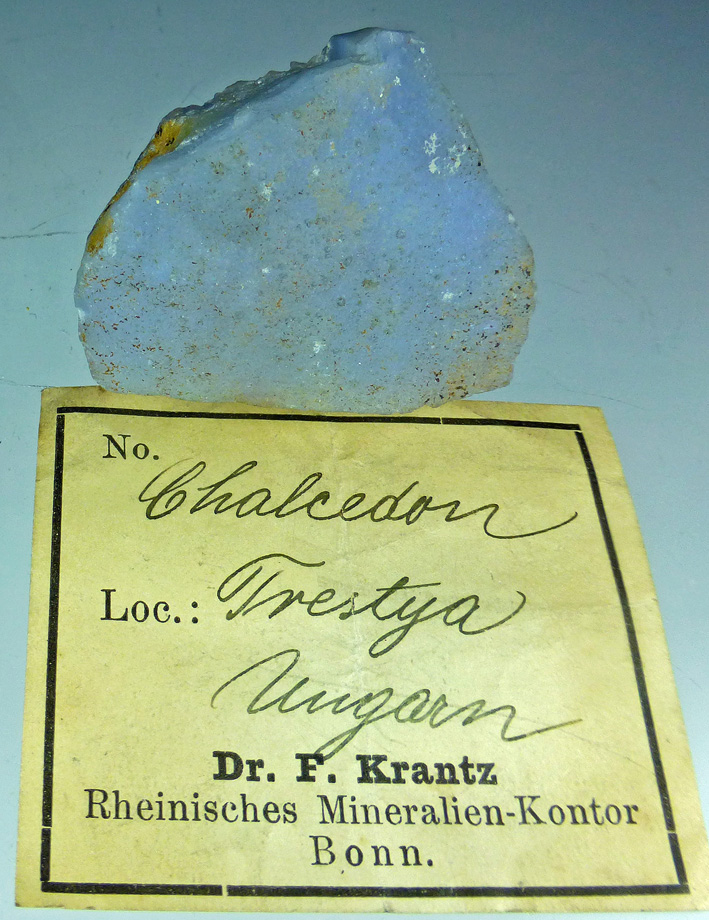 No.
Chalcedon
Loc.: Trestya
Ungarn
Dr. F. Krantz
Rheinisches Mineralien-Kontor
Bonn.